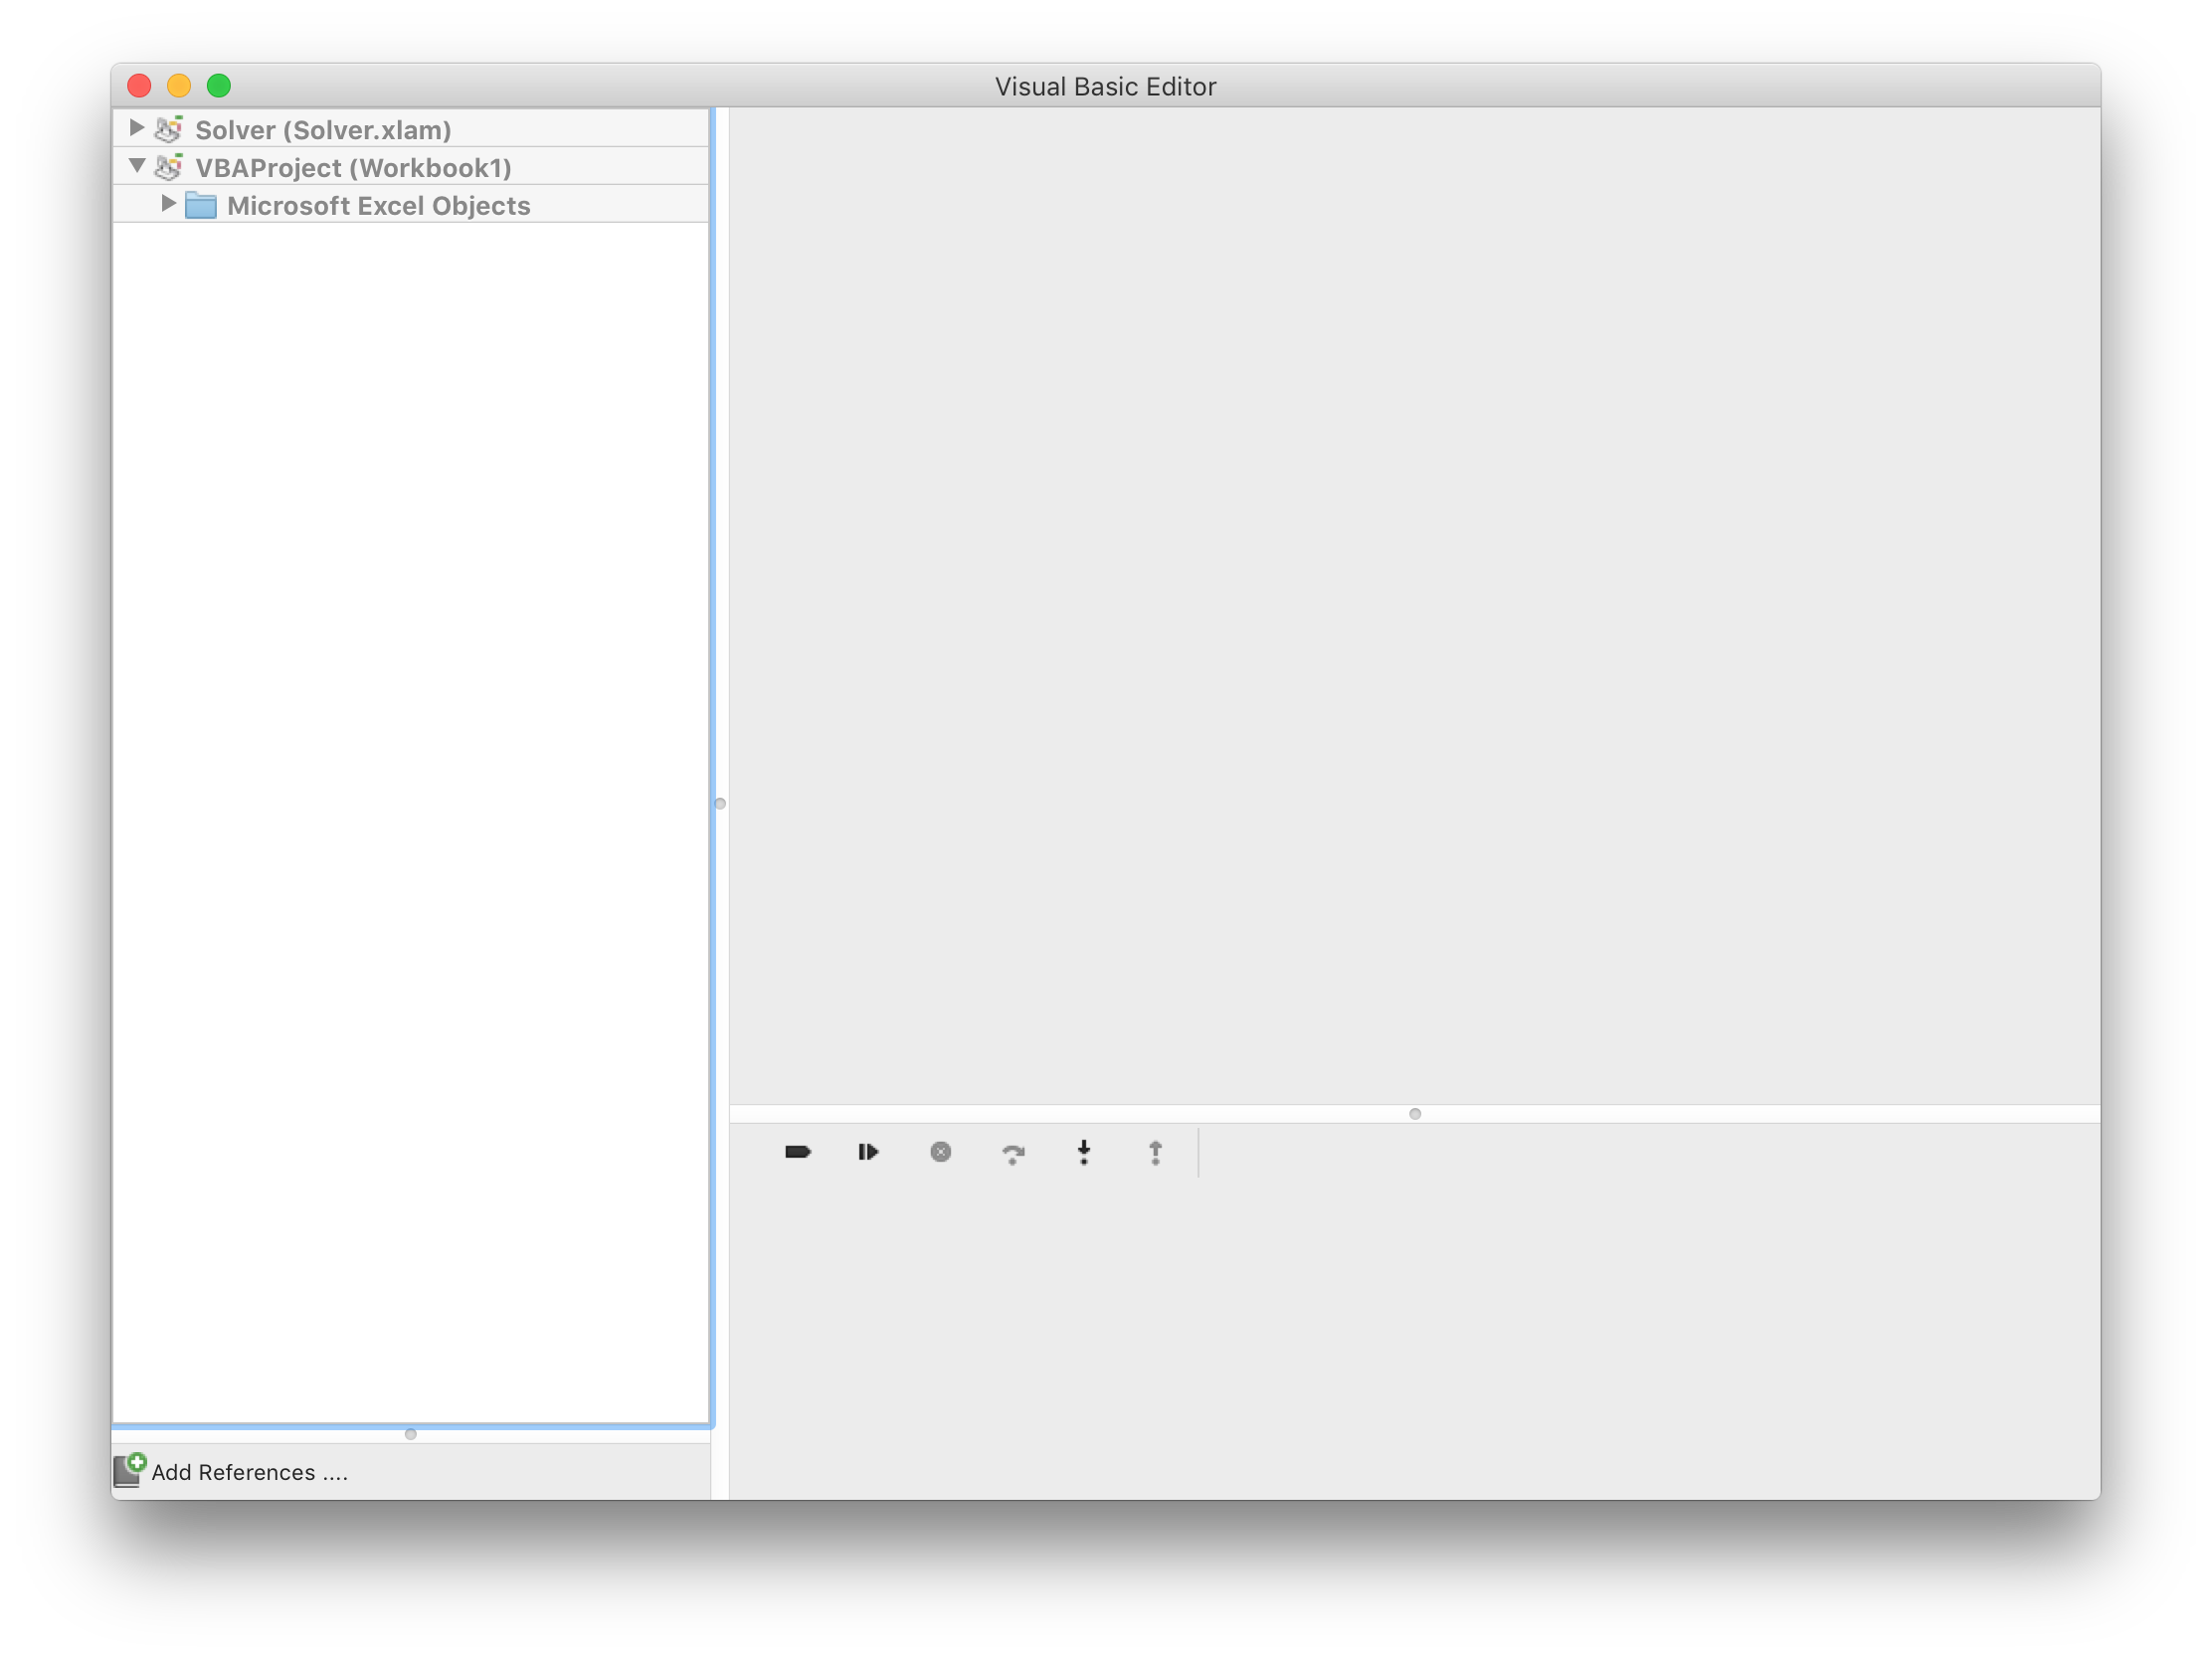 Visual Basic Editor
Solver (Solver.xlam)
VBAProject (Workbook1)
Microsoft Excel Objects
Add References ....